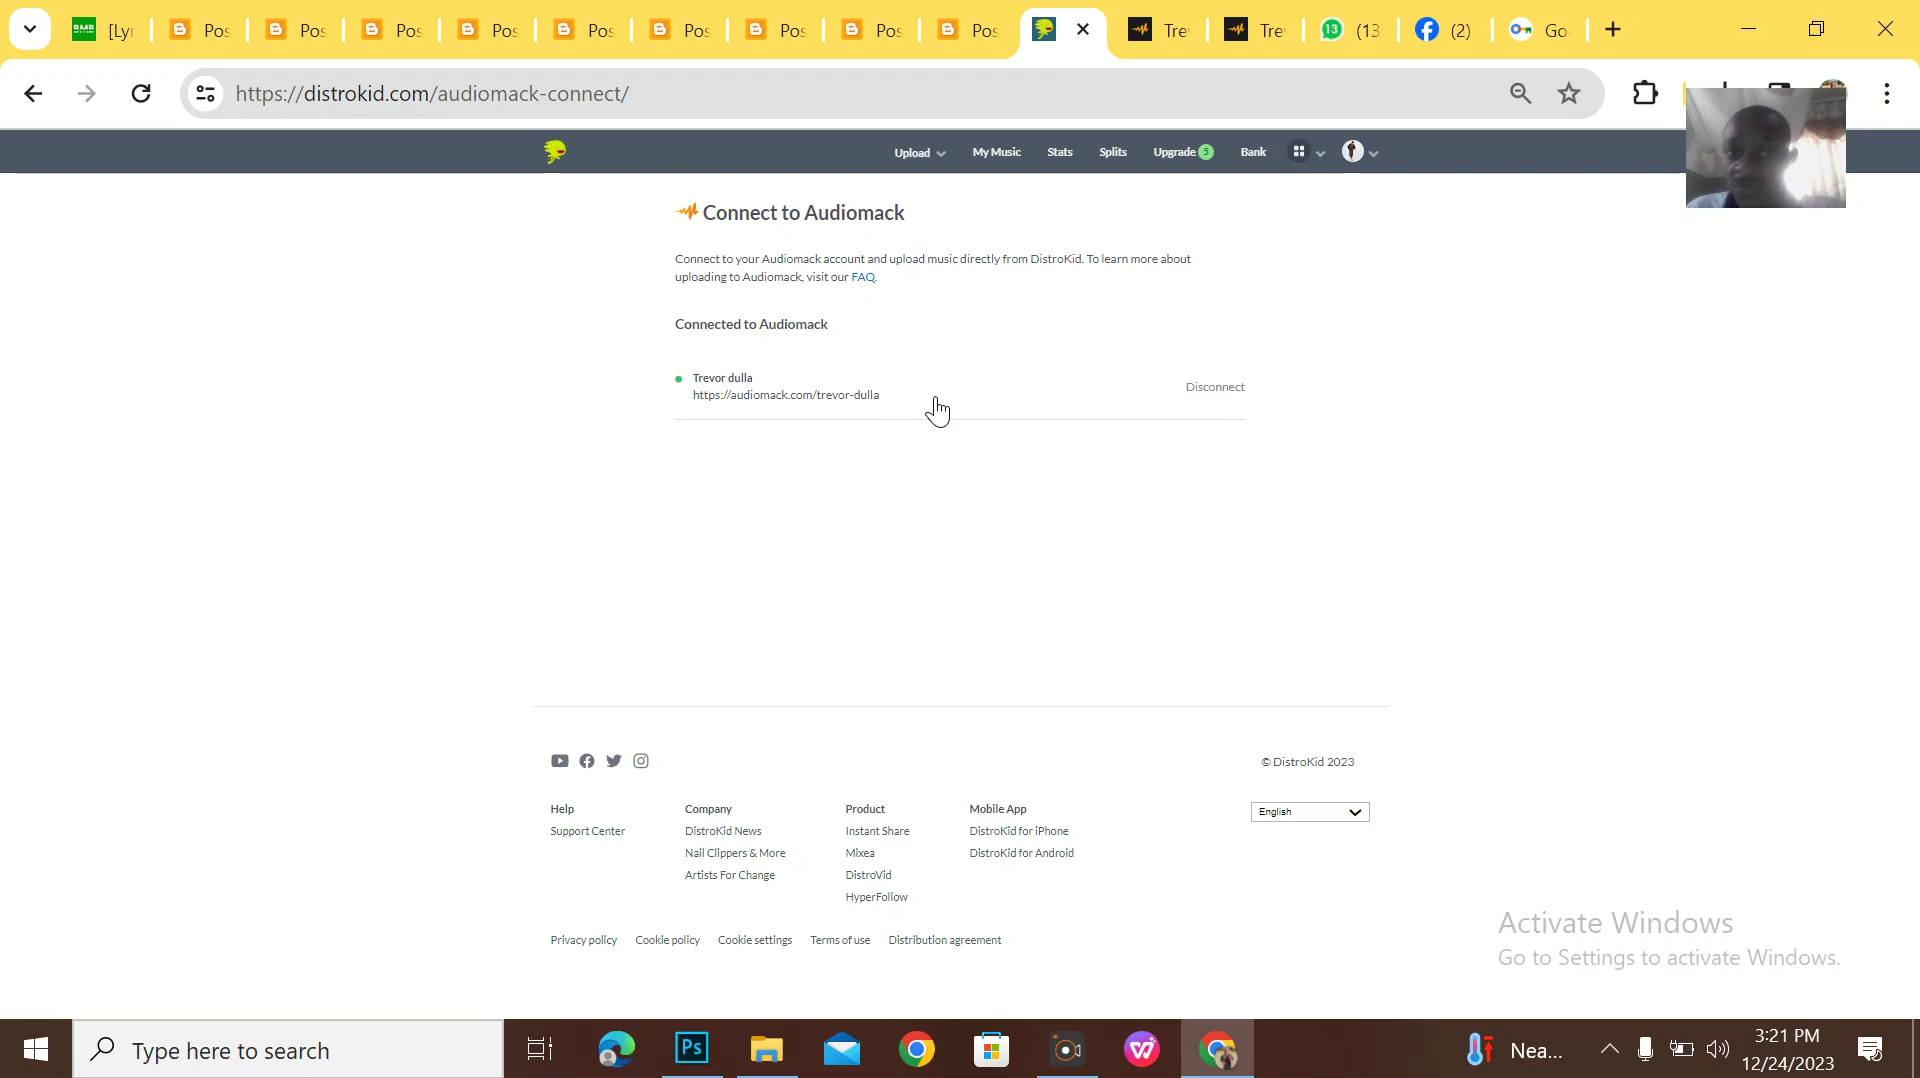 [Ly
Pos
Pos
Pos
Pos
Pos
Pos
Pos
Pos
Pos
Tre
Tre
13
(13
(2)
Go
https://distrokid.com/audiomack-connect/
Upload
My Music
Stats
Splits
Upgrade 5
Bank
Connect to Audiomack
Connect to your Audiomack account and upload music directly from DistroKid. To learn more about
uploading to Audiomack, visit our FAQ.
Connected to Audiomack
Trevor dulla
https://audiomack.com/trevor-dulla
Disconnect
© DistroKid 2023
Help
Support Center
Company
DistroKid News
Nail Clippers & More
Artists For Change
Product
Instant Share
Mixea
DistroVid
HyperFollow
Mobile App
DistroKid for iPhone
DistroKid for Android
English
Privacy policy
Cookie policy
Cookie settings
Terms of use
Distribution agreement
Activate Windows
Go to Settings to activate Windows.
Type here to search
Ps
Nea...
3:21 PM
12/24/2023